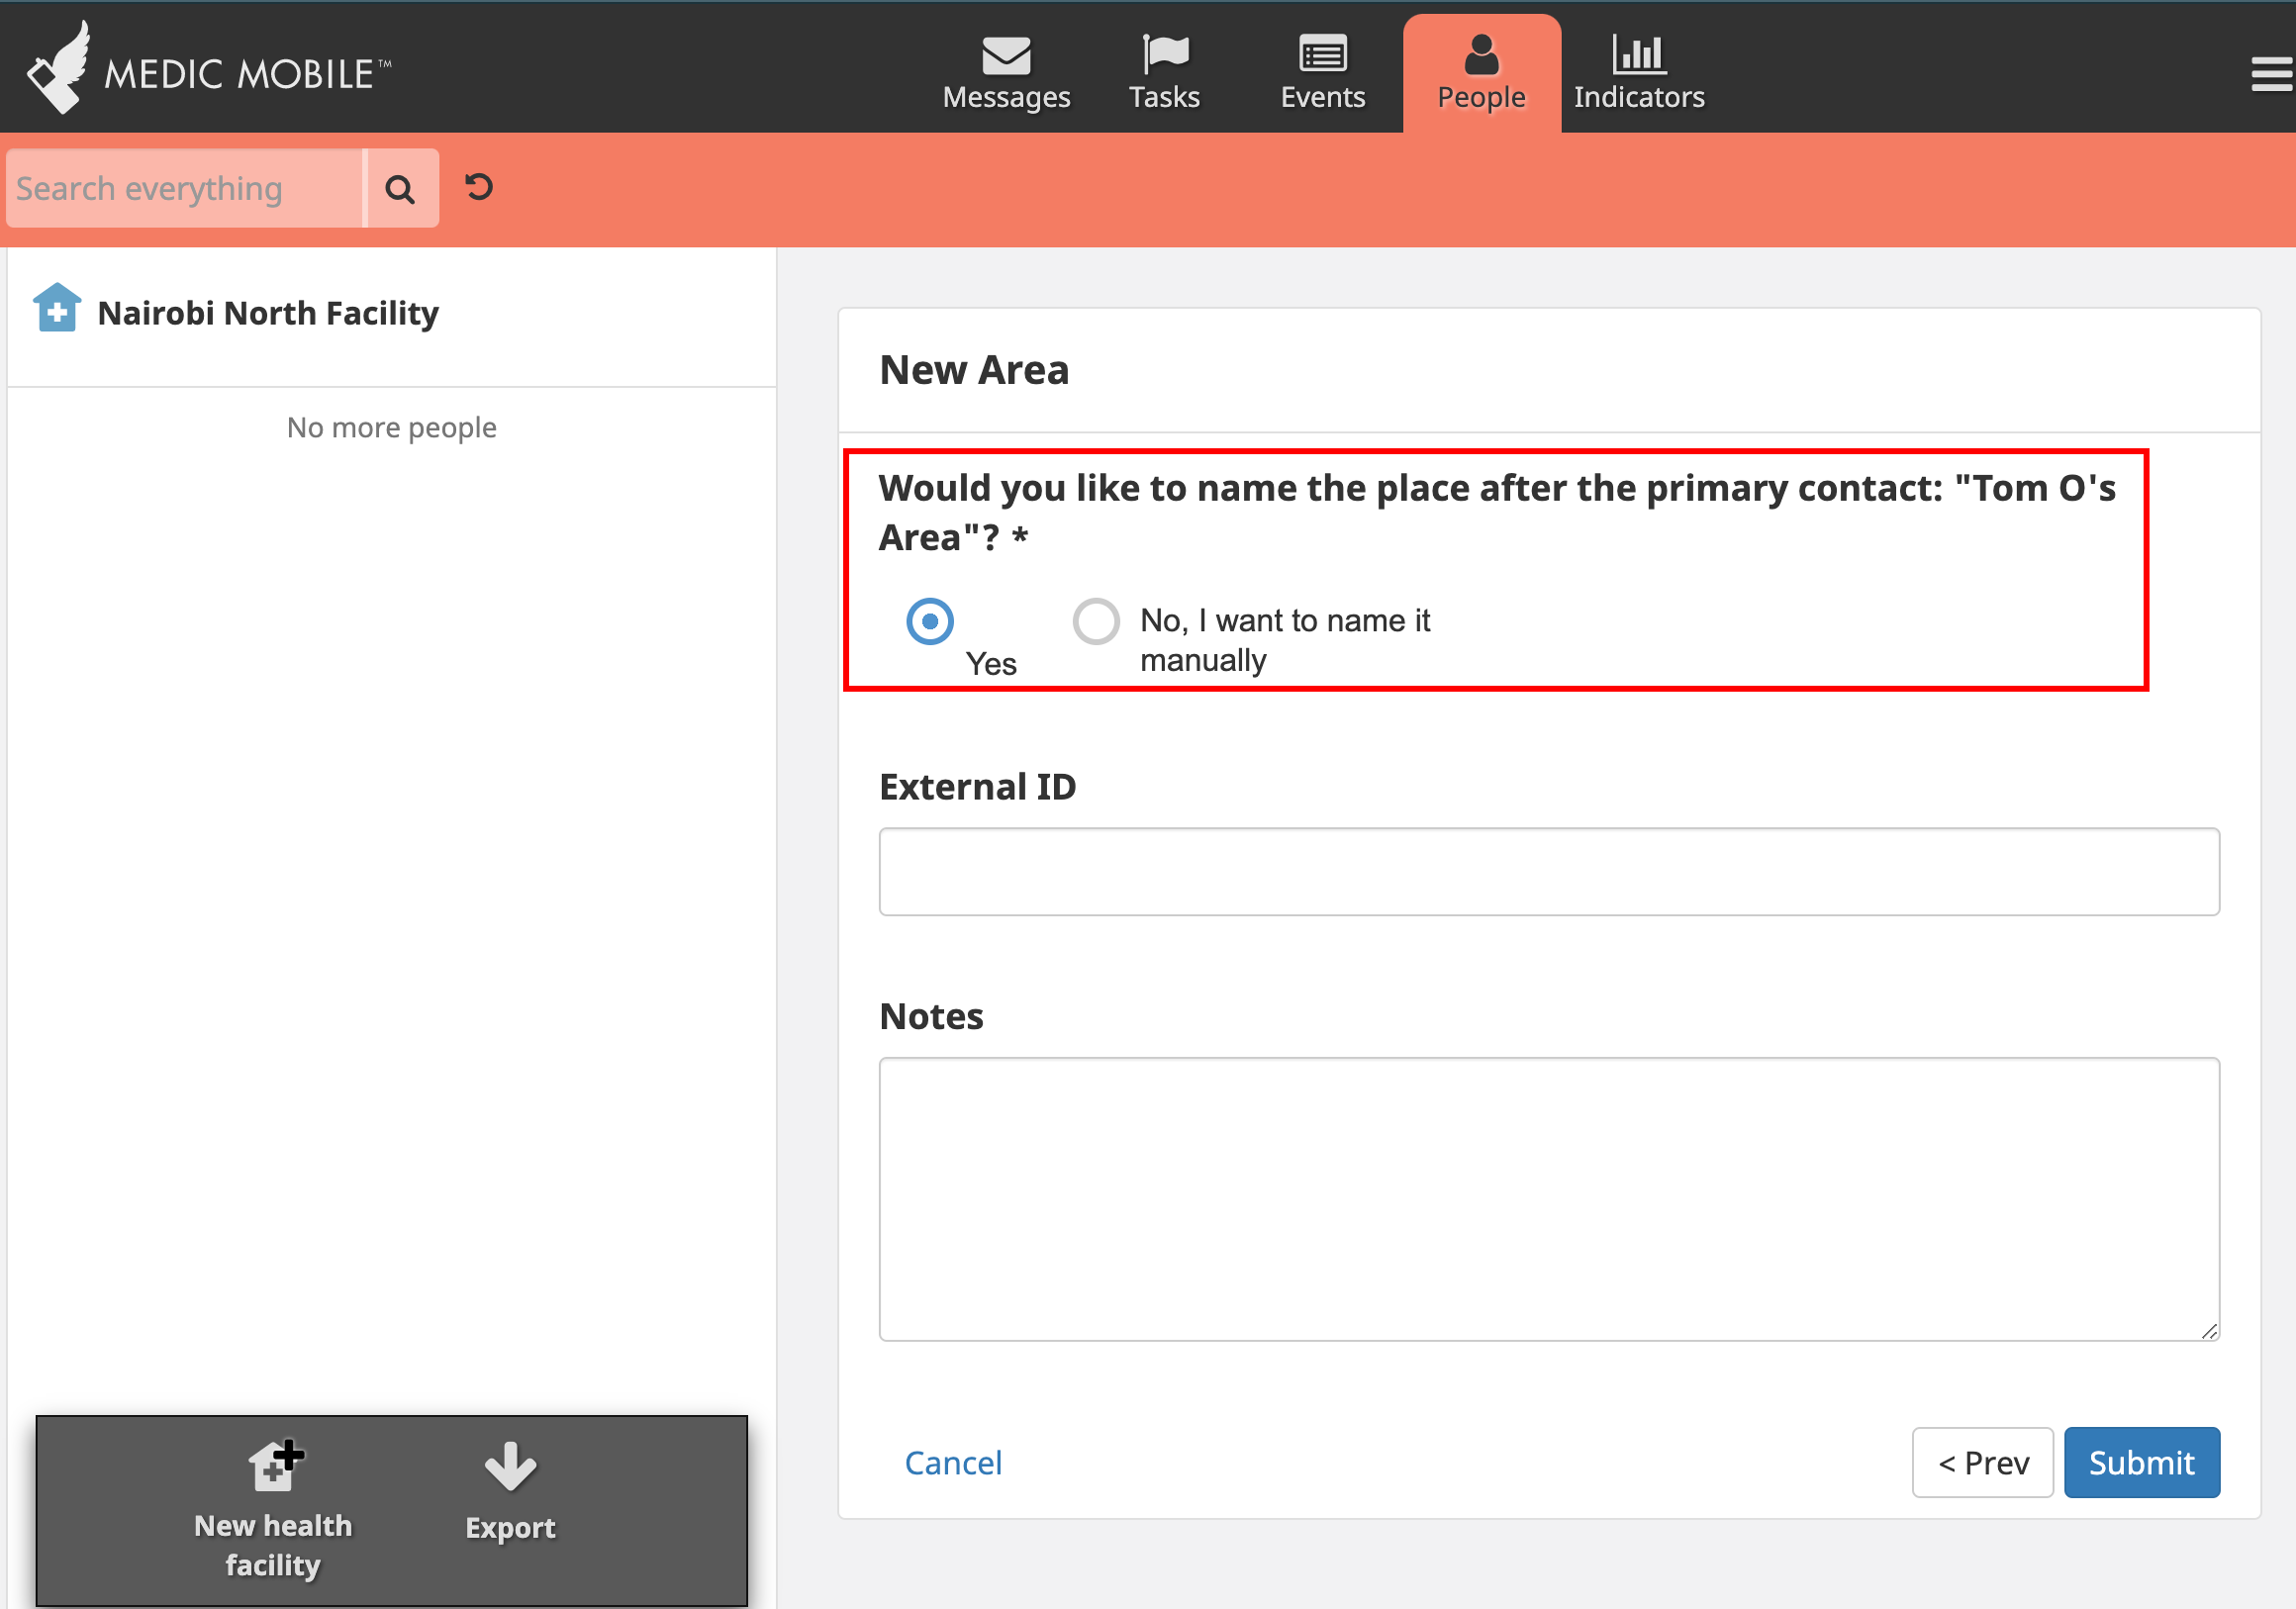 MEDIC MOBILE™
Messages
Tasks
Events
People
Indicators
Search everything
Nairobi North Facility
No more people
New Area
Would you like to name the place after the primary contact: "Tom O's
Area"? *
Yes
No, I want to name it
manually
External ID
Notes
Cancel
< Prev
Submit
New health
facility
Export